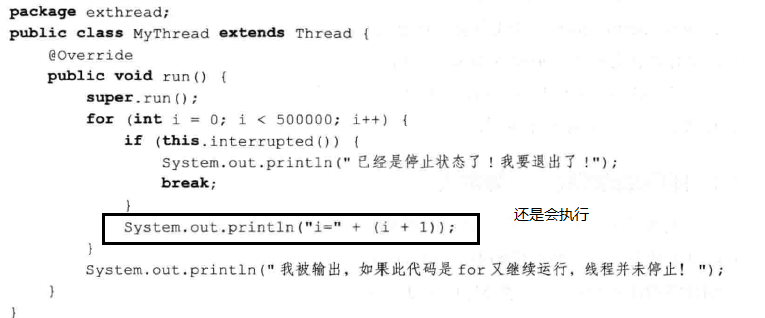 package exthread;
public class MyThread extends Thread {
@Override
public void run() {
super.run();
for (int i = 0; i < 500000; i++) {
if (this.interrupted()) {
System.out.println("已经是停止状态了!我要退出了!");
break;
}
System.out.println("i=" + (i + 1));
还是会执行
}
System.out.println("我被输出，如果此代码是for又继续运行，线程并未停止! ");
}
}